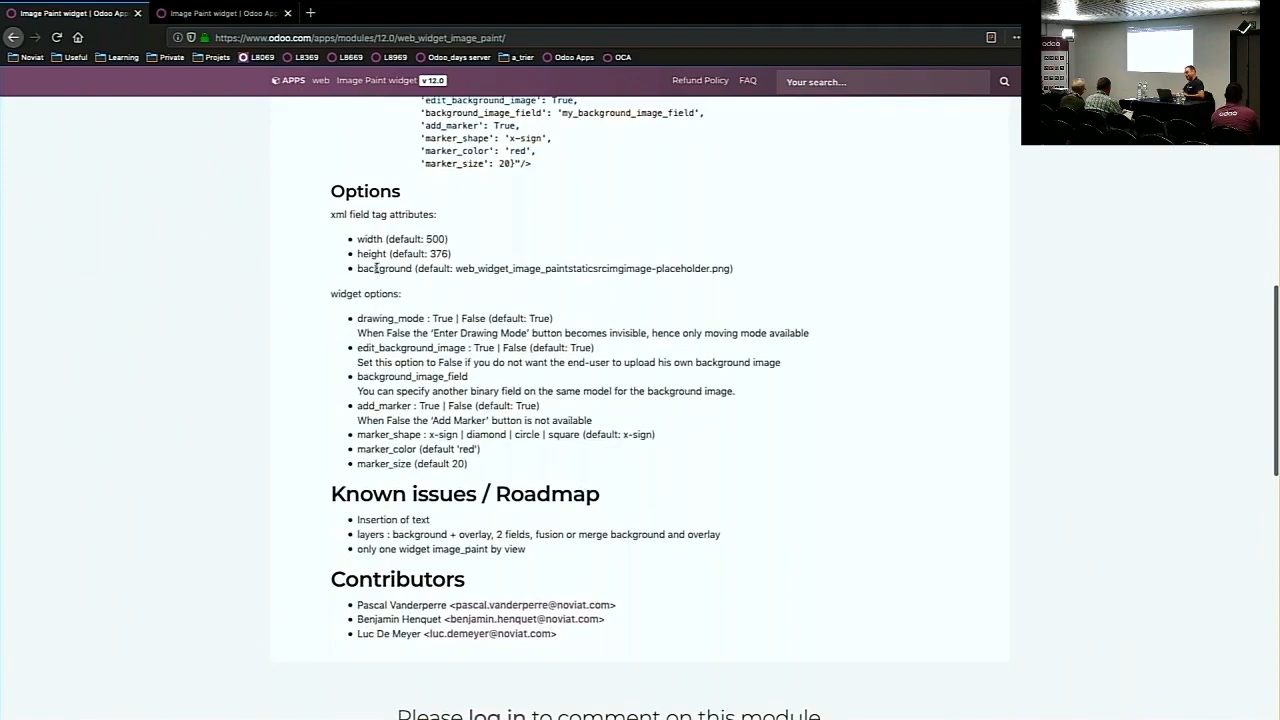 Image Paint widget | Odoo App
Image Paint widget | Odoo Apps
https://www.odoo.com/apps/modules/12.0/web_widget_image_paint/
Noviat Useful Learning Private Projets L8069 L8369 L8669 L8969 Odoo_days server a_trier Odoo Apps OCA
APPS web Image Paint widget v 12.0 Refund Policy FAQ Your search...
'edit_background_image': True,
'background_image_field': 'my_background_image_field',
'add_marker': True,
'marker_shape': 'x-sign',
'marker_color': 'red',
'marker_size': 20}"/>
Options
xml field tag attributes:
width (default: 500)
height (default: 376)
background (default: web_widget_image_paintstaticsrcimgimage-placeholder.png)
widget options:
drawing_mode : True | False (default: True)
When False the ‘Enter Drawing Mode’ button becomes invisible, hence only moving mode available
edit_background_image : True | False (default: True)
Set this option to False if you do not want the end-user to upload his own background image
background_image_field
You can specify another binary field on the same model for the background image.
add_marker : True | False (default: True)
When False the ‘Add Marker’ button is not available
marker_shape : x-sign | diamond | circle | square (default: x-sign)
marker_color (default 'red')
marker_size (default 20)
Known issues / Roadmap
Insertion of text
layers : background + overlay, 2 fields, fusion or merge background and overlay
only one widget image_paint by view
Contributors
Pascal Vanderperre <pascal.vanderperre@noviat.com>
Benjamin Henquet <benjamin.henquet@noviat.com>
Luc De Meyer <luc.demeyer@noviat.com>
Please log in to comment on this module
odoo
odoo